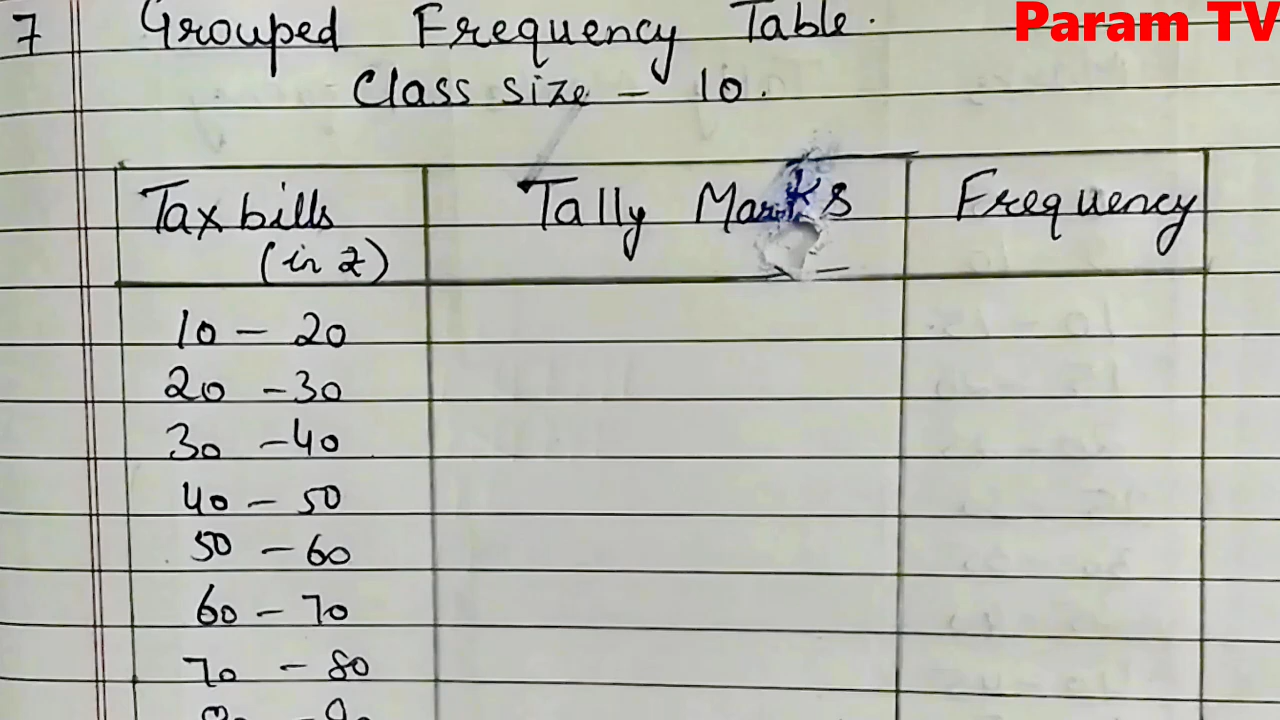 Param TV
7 Grouped Frequency Table.
Class size - 10.
Tax bills Tally Marks Frequency
(in ₹)
10 - 20
20 - 30
30 - 40
40 - 50
50 - 60
60 - 70
70 - 80